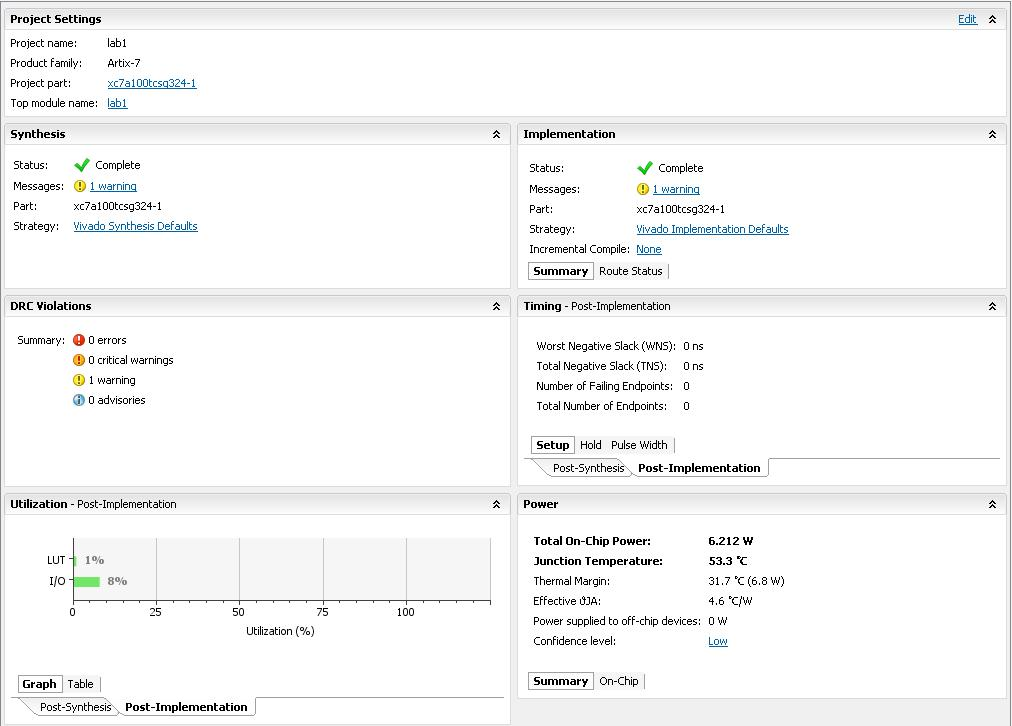 Project Settings
Edit
Project name: lab1
Product family: Artix-7
Project part: xc7a100tcsg324-1
Top module name: lab1
Synthesis
Status: Complete
Messages: 1 warning
Part: xc7a100tcsg324-1
Strategy: Vivado Synthesis Defaults
Implementation
Status: Complete
Messages: 1 warning
Part: xc7a100tcsg324-1
Strategy: Vivado Implementation Defaults
Incremental Compile: None
Summary Route Status
DRC Violations
Summary: 0 errors
0 critical warnings
1 warning
0 advisories
Timing - Post-Implementation
Worst Negative Slack (WNS): 0 ns
Total Negative Slack (TNS): 0 ns
Number of Failing Endpoints: 0
Total Number of Endpoints: 0
Setup Hold Pulse Width
Post-Synthesis Post-Implementation
Utilization - Post-Implementation
LUT 1%
I/O 8%
0 25 50 75 100
Utilization (%)
Graph Table
Post-Synthesis Post-Implementation
Power
Total On-Chip Power: 6.212 W
Junction Temperature: 53.3 °C
Thermal Margin: 31.7 °C (6.8 W)
Effective ϑJA: 4.6 °C/W
Power supplied to off-chip devices: 0 W
Confidence level: Low
Summary On-Chip